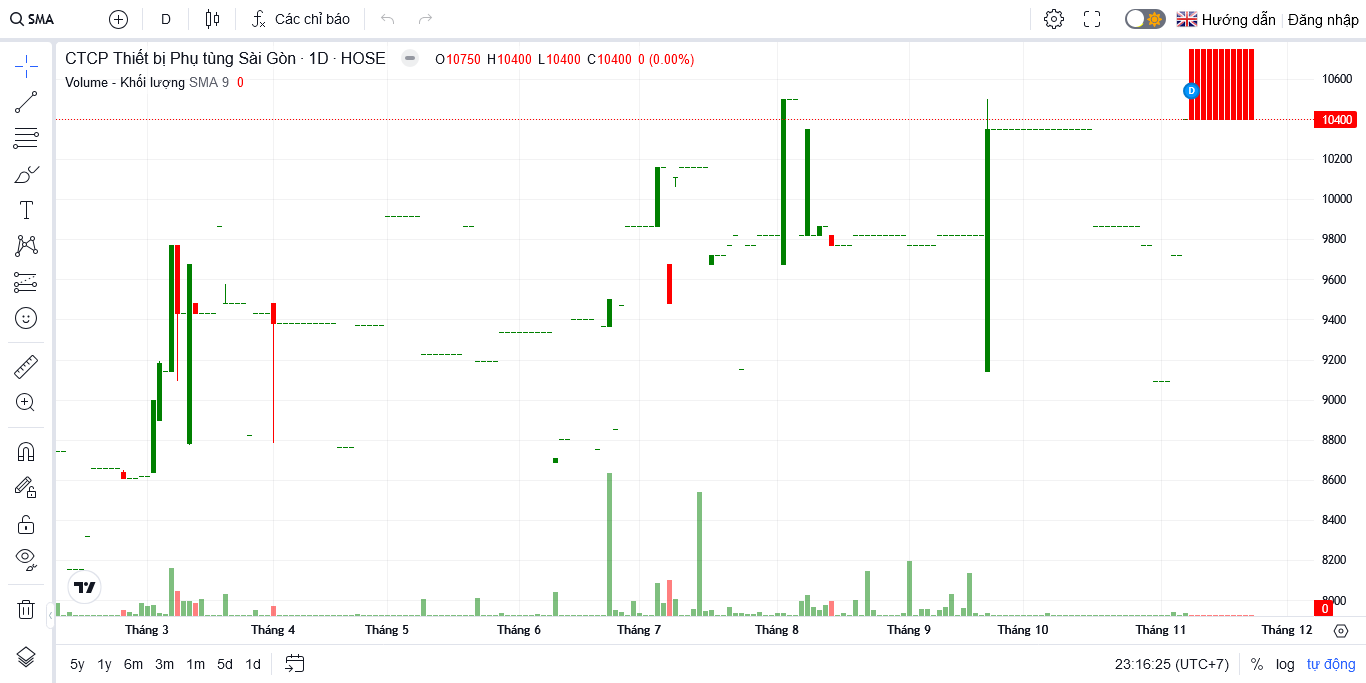 SMA D Các chỉ báo Hướng dẫn Đăng nhập
CTCP Thiết bị Phụ tùng Sài Gòn · 1D · HOSE O10750 H10400 L10400 C10400 0 (0.00%)
Volume - Khối lượng SMA 9 0
D
10600
10400
10200
10000
9800
9600
9400
9200
9000
8800
8600
8400
8200
8000
0
Tháng 3 Tháng 4 Tháng 5 Tháng 6 Tháng 7 Tháng 8 Tháng 9 Tháng 10 Tháng 11 Tháng 12
5y 1y 6m 3m 1m 5d 1d 23:16:25 (UTC+7) % log tự động